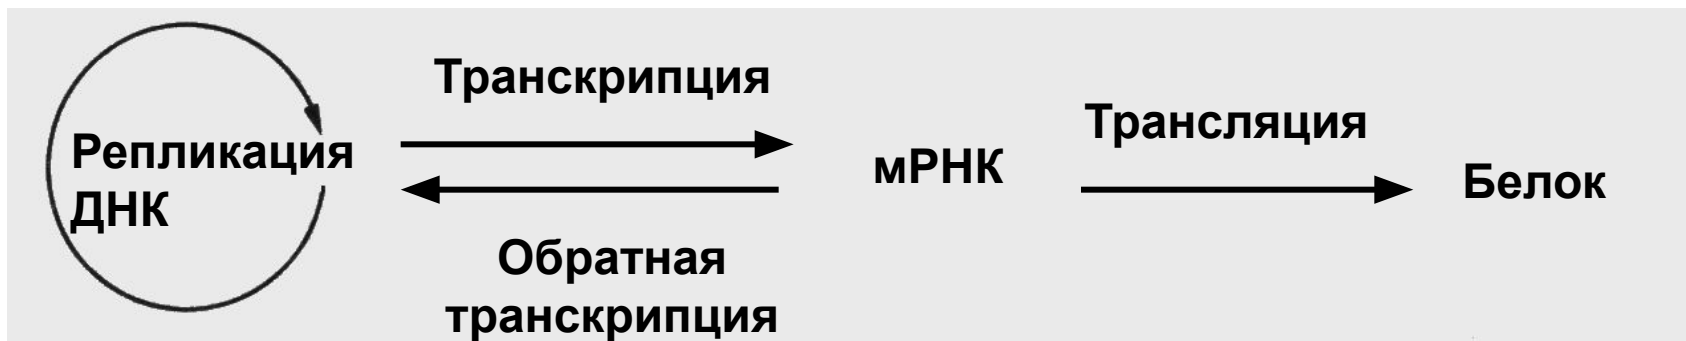 Транскрипция
Трансляция
Репликация
ДНК
мРНК
Белок
Обратная
транскрипция